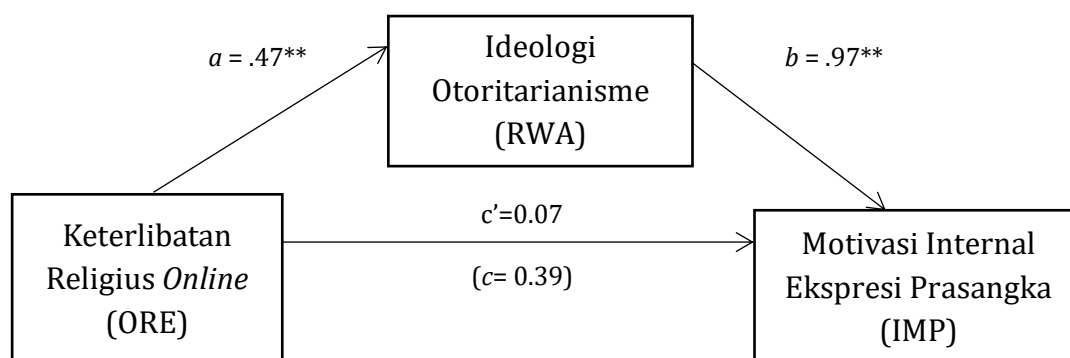 Ideologi
Otoritarianisme
(RWA)
a = .47**
b = .97**
Keterlibatan
Religius Online
(ORE)
c’=0.07
(c= 0.39)
Motivasi Internal
Ekspresi Prasangka
(IMP)